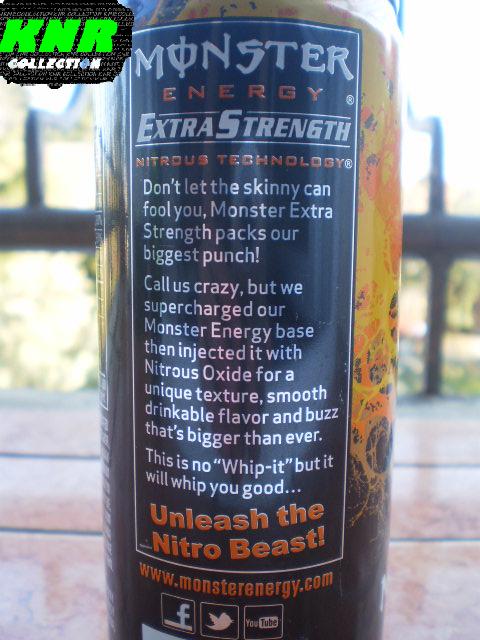 KNR
COLLECTION
MONSTER
ENERGY®
EXTRA STRENGTH
NITROUS TECHNOLOGY®
Don't let the skinny can
fool you, Monster Extra
Strength packs our
biggest punch!
Call us crazy, but we
supercharged our
Monster Energy base
then injected it with
Nitrous Oxide for a
unique texture, smooth
drinkable flavor and buzz
that's bigger than ever.
This is no "Whip-it" but it
will whip you good...
Unleash the
Nitro Beast!
www.monsterenergy.com
f
You Tube